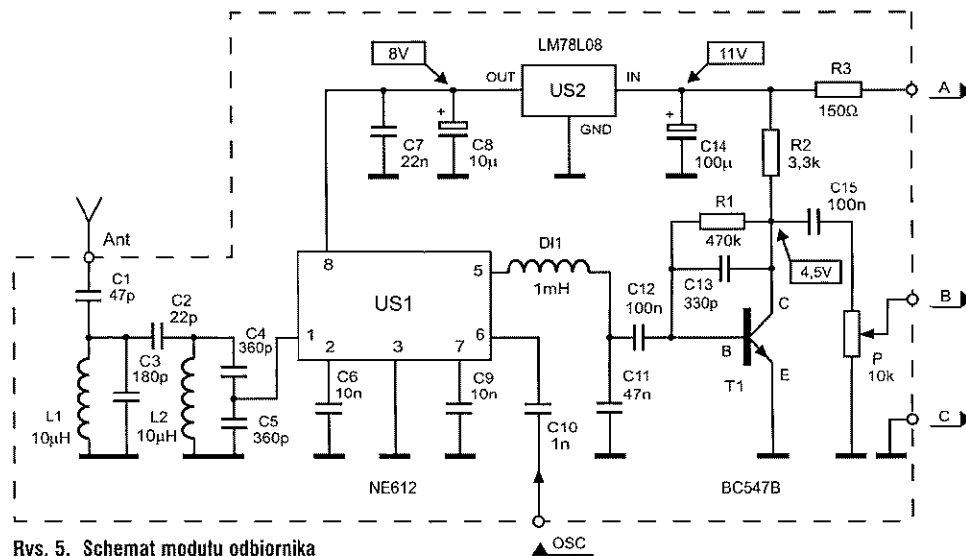 LM78L08
8V
11V
OUT
IN
US2
GND
R3
150Ω
A
+
C7
22n
C8
10µ
+
C14
100µ
R2
3,3k
C15
100n
R1
470k
Ant
8
5
Dł1
1mH
C12
100n
C13
330p
4,5V
C1
47p
US1
C2
22p
C4
360p
1
6
C
B
B
P
10k
2
3
7
T1
E
C3
180p
C6
10n
C9
10n
C11
47n
L1
10µH
L2
10µH
C5
360p
C10
1n
C
NE612
BC547B
OSC
Rys. 5. Schemat modułu odbiornika